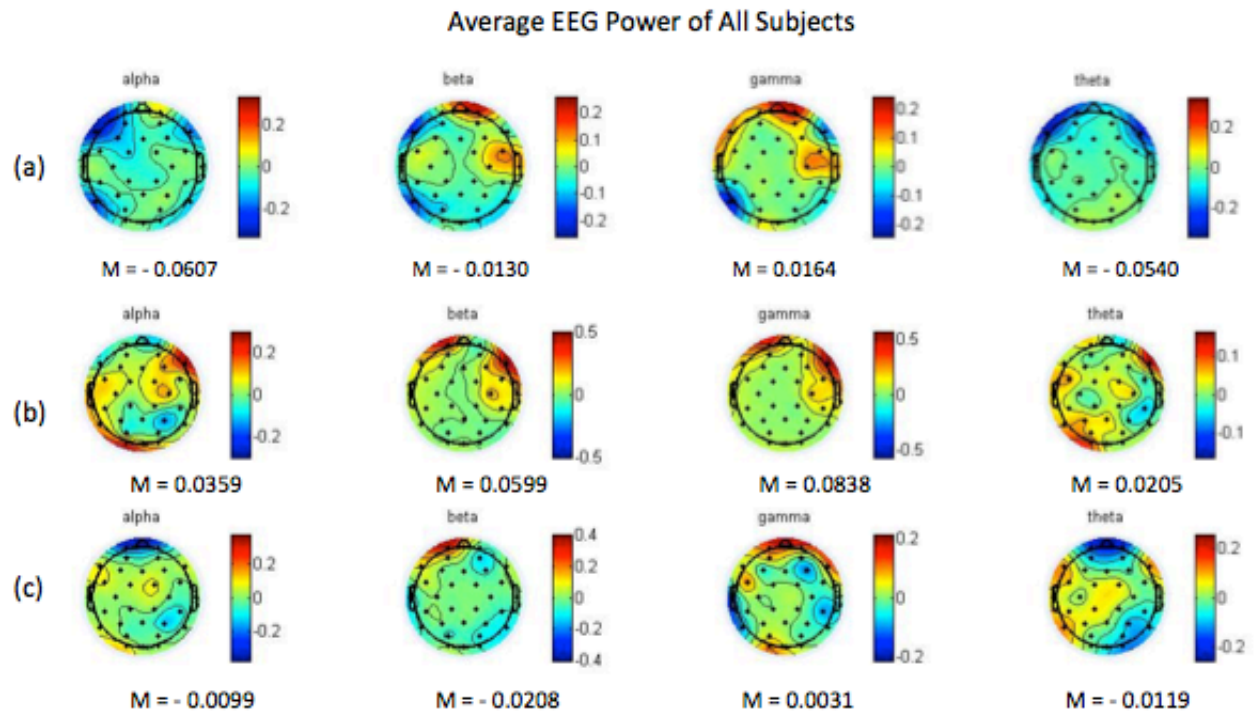 Average EEG Power of All Subjects
alpha beta gamma theta
(a)
0.2 0 -0.2
0.2 0.1 0 -0.1 -0.2
0.2 0.1 0 -0.1 -0.2
0.2 0 -0.2
M = - 0.0607 M = - 0.0130 M = 0.0164 M = - 0.0540
alpha beta gamma theta
(b)
0.2 0 -0.2
0.5 0 -0.5
0.5 0 -0.5
0.1 0 -0.1
M = 0.0359 M = 0.0599 M = 0.0838 M = 0.0205
alpha beta gamma theta
(c)
0.2 0 -0.2
0.4 0.2 0 -0.2 -0.4
0.2 0 -0.2
0.2 0 -0.2
M = - 0.0099 M = - 0.0208 M = 0.0031 M = - 0.0119